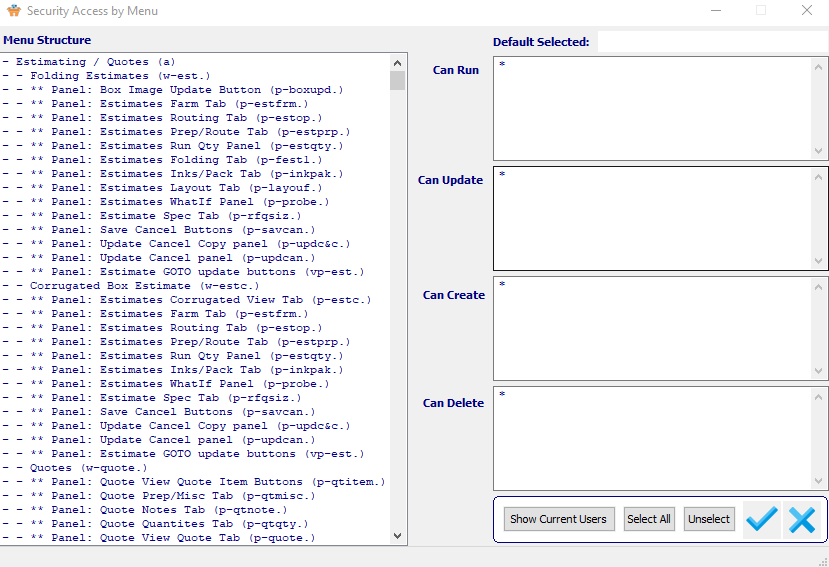 Security Access by Menu
Menu Structure
- Estimating / Quotes (a)
- - Folding Estimates (w-est.)
- - ** Panel: Box Image Update Button (p-boxupd.)
- - ** Panel: Estimates Farm Tab (p-estfrm.)
- - ** Panel: Estimates Routing Tab (p-estop.)
- - ** Panel: Estimates Prep/Route Tab (p-estprp.)
- - ** Panel: Estimates Run Qty Panel (p-estqty.)
- - ** Panel: Estimates Folding Tab (p-fest1.)
- - ** Panel: Estimates Inks/Pack Tab (p-inkpak.)
- - ** Panel: Estimates Layout Tab (p-layouf.)
- - ** Panel: Estimates WhatIf Panel (p-probe.)
- - ** Panel: Estimate Spec Tab (p-rfqsiz.)
- - ** Panel: Save Cancel Buttons (p-savcan.)
- - ** Panel: Update Cancel Copy panel (p-updc&c.)
- - ** Panel: Update Cancel panel (p-updcan.)
- - ** Panel: Estimate GOTO update buttons (vp-est.)
- - Corrugated Box Estimate (w-estc.)
- - ** Panel: Estimates Corrugated View Tab (p-estc.)
- - ** Panel: Estimates Farm Tab (p-estfrm.)
- - ** Panel: Estimates Routing Tab (p-estop.)
- - ** Panel: Estimates Prep/Route Tab (p-estprp.)
- - ** Panel: Estimates Run Qty Panel (p-estqty.)
- - ** Panel: Estimates Inks/Pack Tab (p-inkpak.)
- - ** Panel: Estimates WhatIf Panel (p-probe.)
- - ** Panel: Estimate Spec Tab (p-rfqsiz.)
- - ** Panel: Save Cancel Buttons (p-savcan.)
- - ** Panel: Update Cancel Copy panel (p-updc&c.)
- - ** Panel: Update Cancel panel (p-updcan.)
- - ** Panel: Estimate GOTO update buttons (vp-est.)
- - Quotes (w-quote.)
- - ** Panel: Quote View Quote Item Buttons (p-qtitem.)
- - ** Panel: Quote Prep/Misc Tab (p-qtmisc.)
- - ** Panel: Quote Notes Tab (p-qtnote.)
- - ** Panel: Quote Quantites Tab (p-qtqty.)
- - ** Panel: Quote View Quote Tab (p-quote.)
Default Selected:
Can Run
*
Can Update
*
Can Create
*
Can Delete
*
Show Current Users
Select All
Unselect